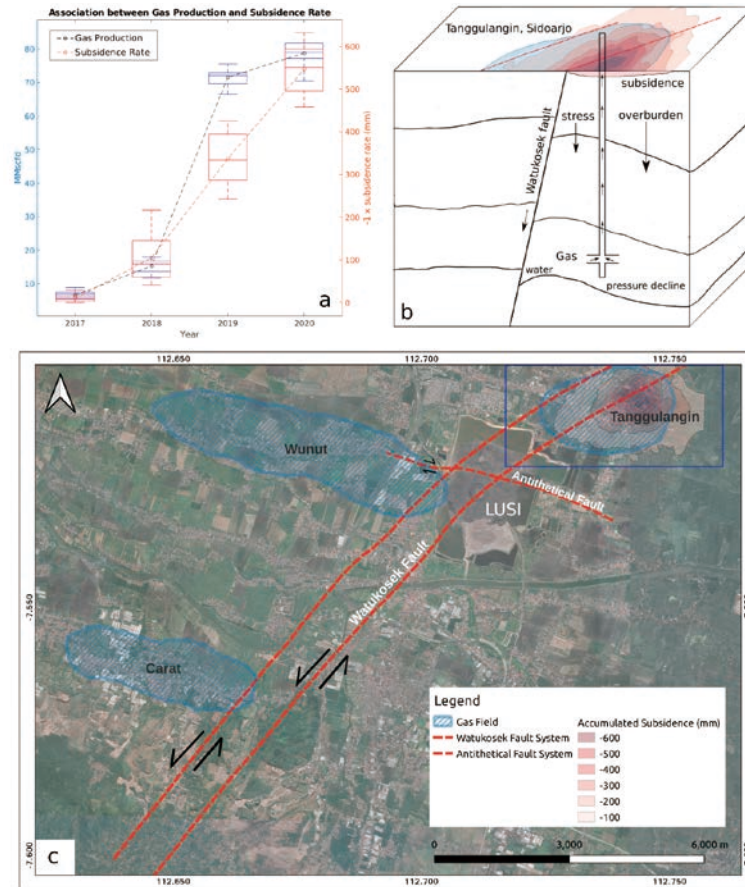 Association between Gas Production and Subsidence Rate
Gas Production
Subsidence Rate
80
70
60
50
40
30
20
10
MMscfd
600
500
400
300
200
100
0
-1 x subsidence rate (mm)
2017 2018 2019 2020
Year
a
Tanggulangin, Sidoarjo
subsidence
stress
overburden
Watukosek fault
Gas
water
pressure decline
b
112.650 112.700 112.750
Wunut
Tanggulangin
Antithetical Fault
LUSI
Watukosek Fault
-7.550
Carat
Legend
Gas Field
Watukosek Fault System
Antithetical Fault System
Accumulated Subsidence (mm)
-600
-500
-400
-300
-200
-100
0 3,000 6,000 m
-7.600
c
112.650 112.700 112.750